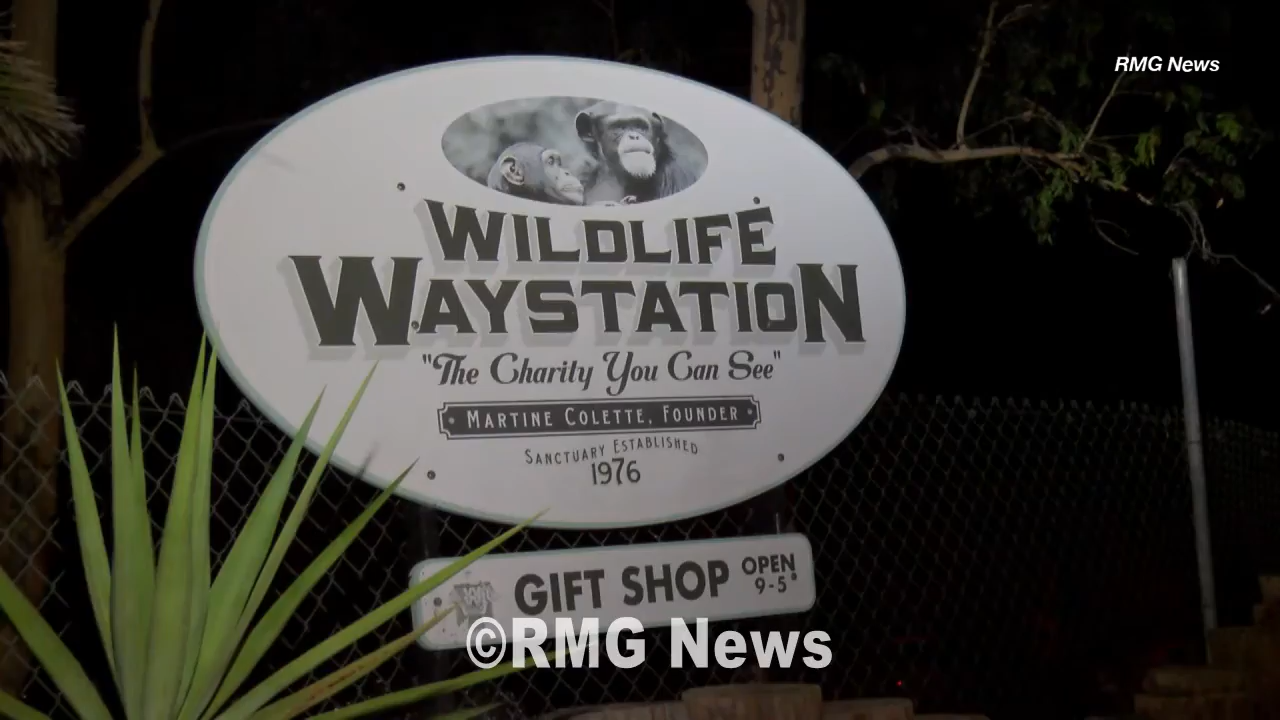 RMG News
WILDLIFE
WAYSTATION
"The Charity You Can See"
MARTINE COLETTE, FOUNDER
SANCTUARY ESTABLISHED
1976
GIFT SHOP
OPEN
9-5
©RMG News